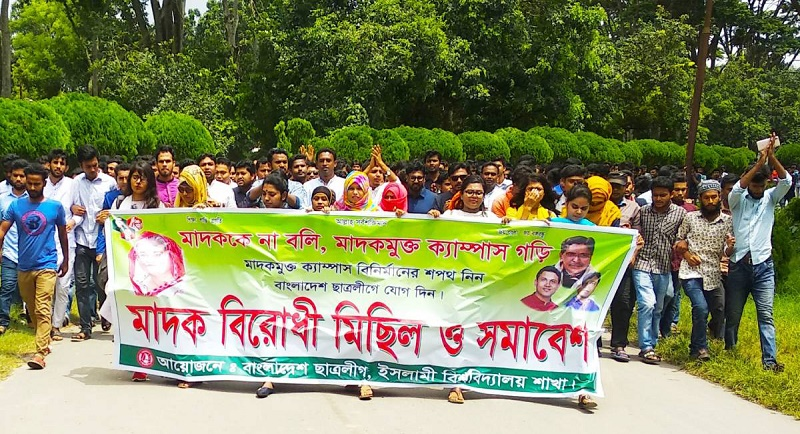 মাদককে না বলি, মাদকমুক্ত ক্যাম্পাস গড়ি
মাদকমুক্ত ক্যাম্পাস বিনির্মানের শপথ নিন
বাংলাদেশ ছাত্রলীগে যোগ দিন।
মাদক বিরোধী মিছিল ও সমাবেশ
আয়োজনে ঃ বাংলাদেশ ছাত্রলীগ, ইসলামী বিশ্ববিদ্যালয় শাখা।